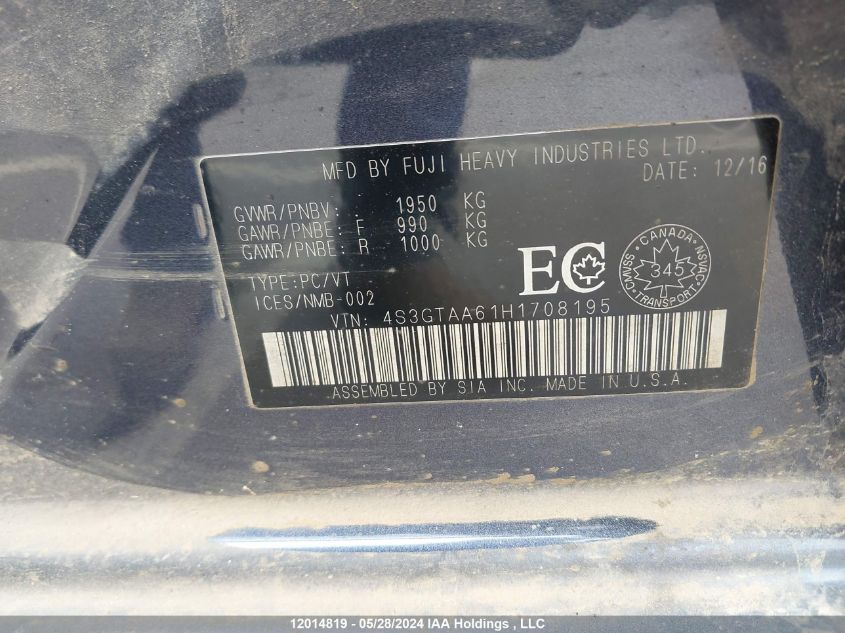 MFD BY FUJI HEAVY INDUSTRIES LTD.
DATE: 12/16
GVWR/PNBV: 1950 KG
GAWR/PNBE: F 990 KG
GAWR/PNBE: R 1000 KG
TYPE:PC/VT
ICES/NMB-002
EC
CANADA
CMVSS 345 NSVAC
TRANSPORT
VIN: 4S3GTAA61H1708195
ASSEMBLED BY SIA INC. MADE IN U.S.A.
12014819 - 05/28/2024 IAA Holdings , LLC